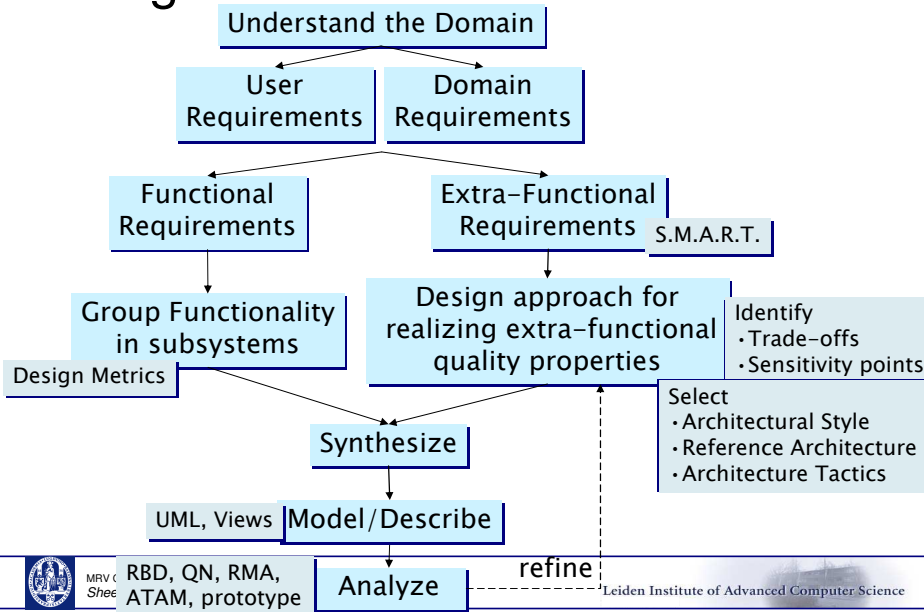 Understand the Domain
User
Requirements
Domain
Requirements
Functional
Requirements
Extra-Functional
Requirements
S.M.A.R.T.
Group Functionality
in subsystems
Design Metrics
Design approach for
realizing extra-functional
quality properties
Identify
•Trade-offs
•Sensitivity points
Select
•Architectural Style
•Reference Architecture
•Architecture Tactics
Synthesize
UML, Views
Model/Describe
RBD, QN, RMA,
ATAM, prototype
Analyze
refine
MRV
Leiden Institute of Advanced Computer Science